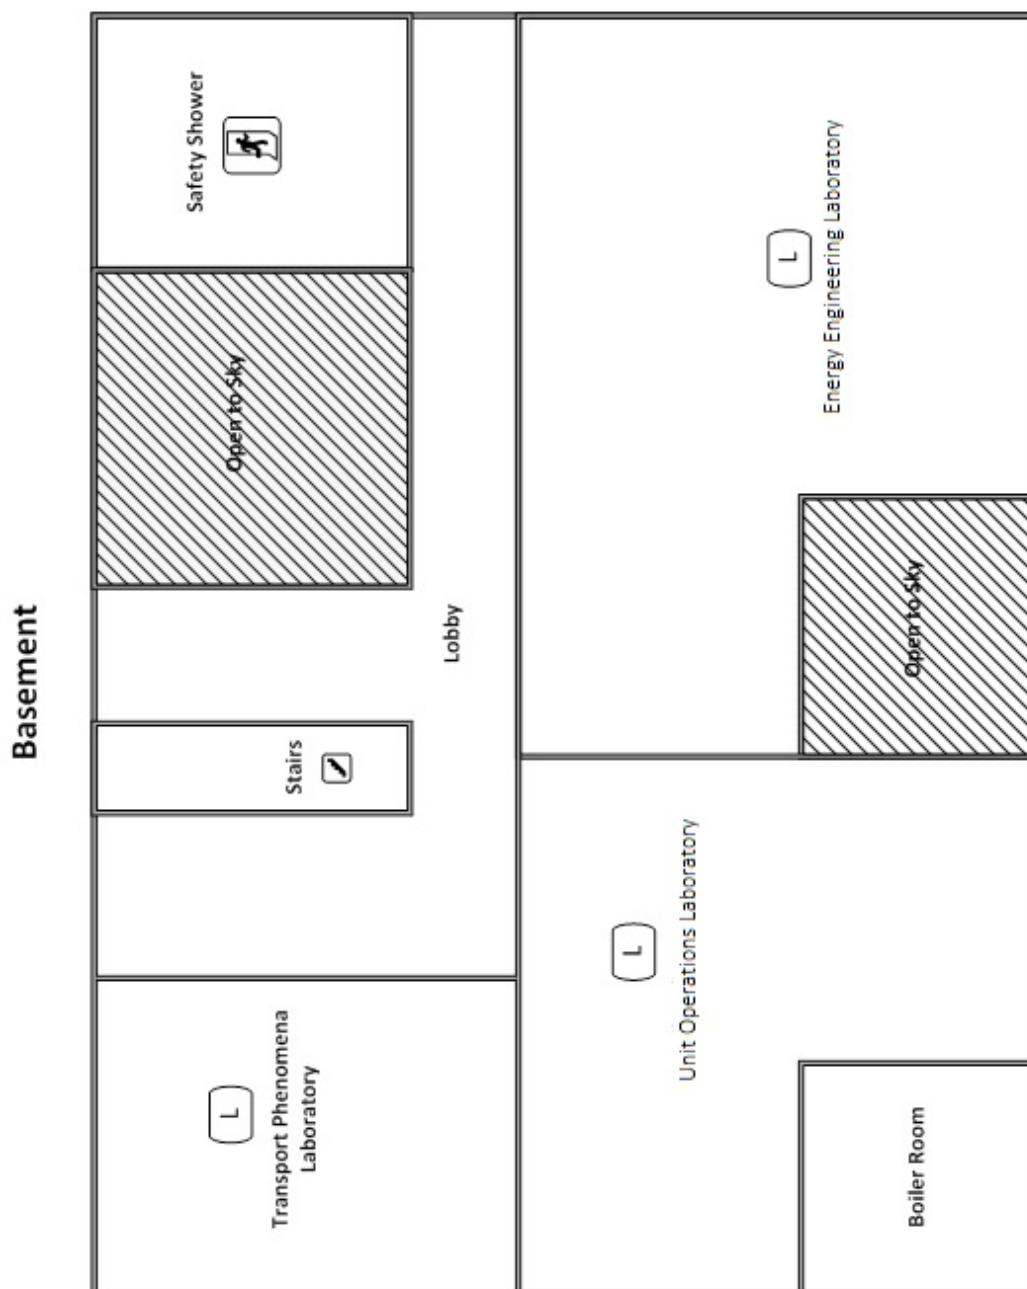 Basement
Transport Phenomena
Laboratory
L
Stairs
Open to Sky
Safety Shower
Lobby
Unit Operations Laboratory
L
Energy Engineering Laboratory
L
Boiler Room
Open to Sky